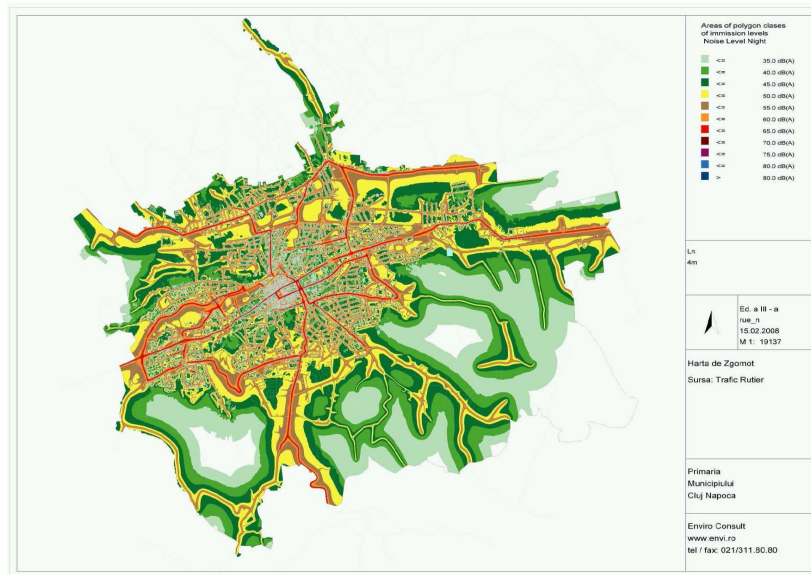 Areas of polygon clases
of immission levels
Noise Level Night
<= 35.0 dB(A)
<= 40.0 dB(A)
<= 45.0 dB(A)
<= 50.0 dB(A)
<= 55.0 dB(A)
<= 60.0 dB(A)
<= 65.0 dB(A)
<= 70.0 dB(A)
<= 75.0 dB(A)
<= 80.0 dB(A)
> 80.0 dB(A)
Ln
4m
Ed. a III - a
rue_n
15.02.2008
M 1: 19137
Harta de Zgomot
Sursa: Trafic Rutier
Primaria
Municipiului
Cluj Napoca
Enviro Consult
www.envi.ro
tel / fax: 021/311.80.80